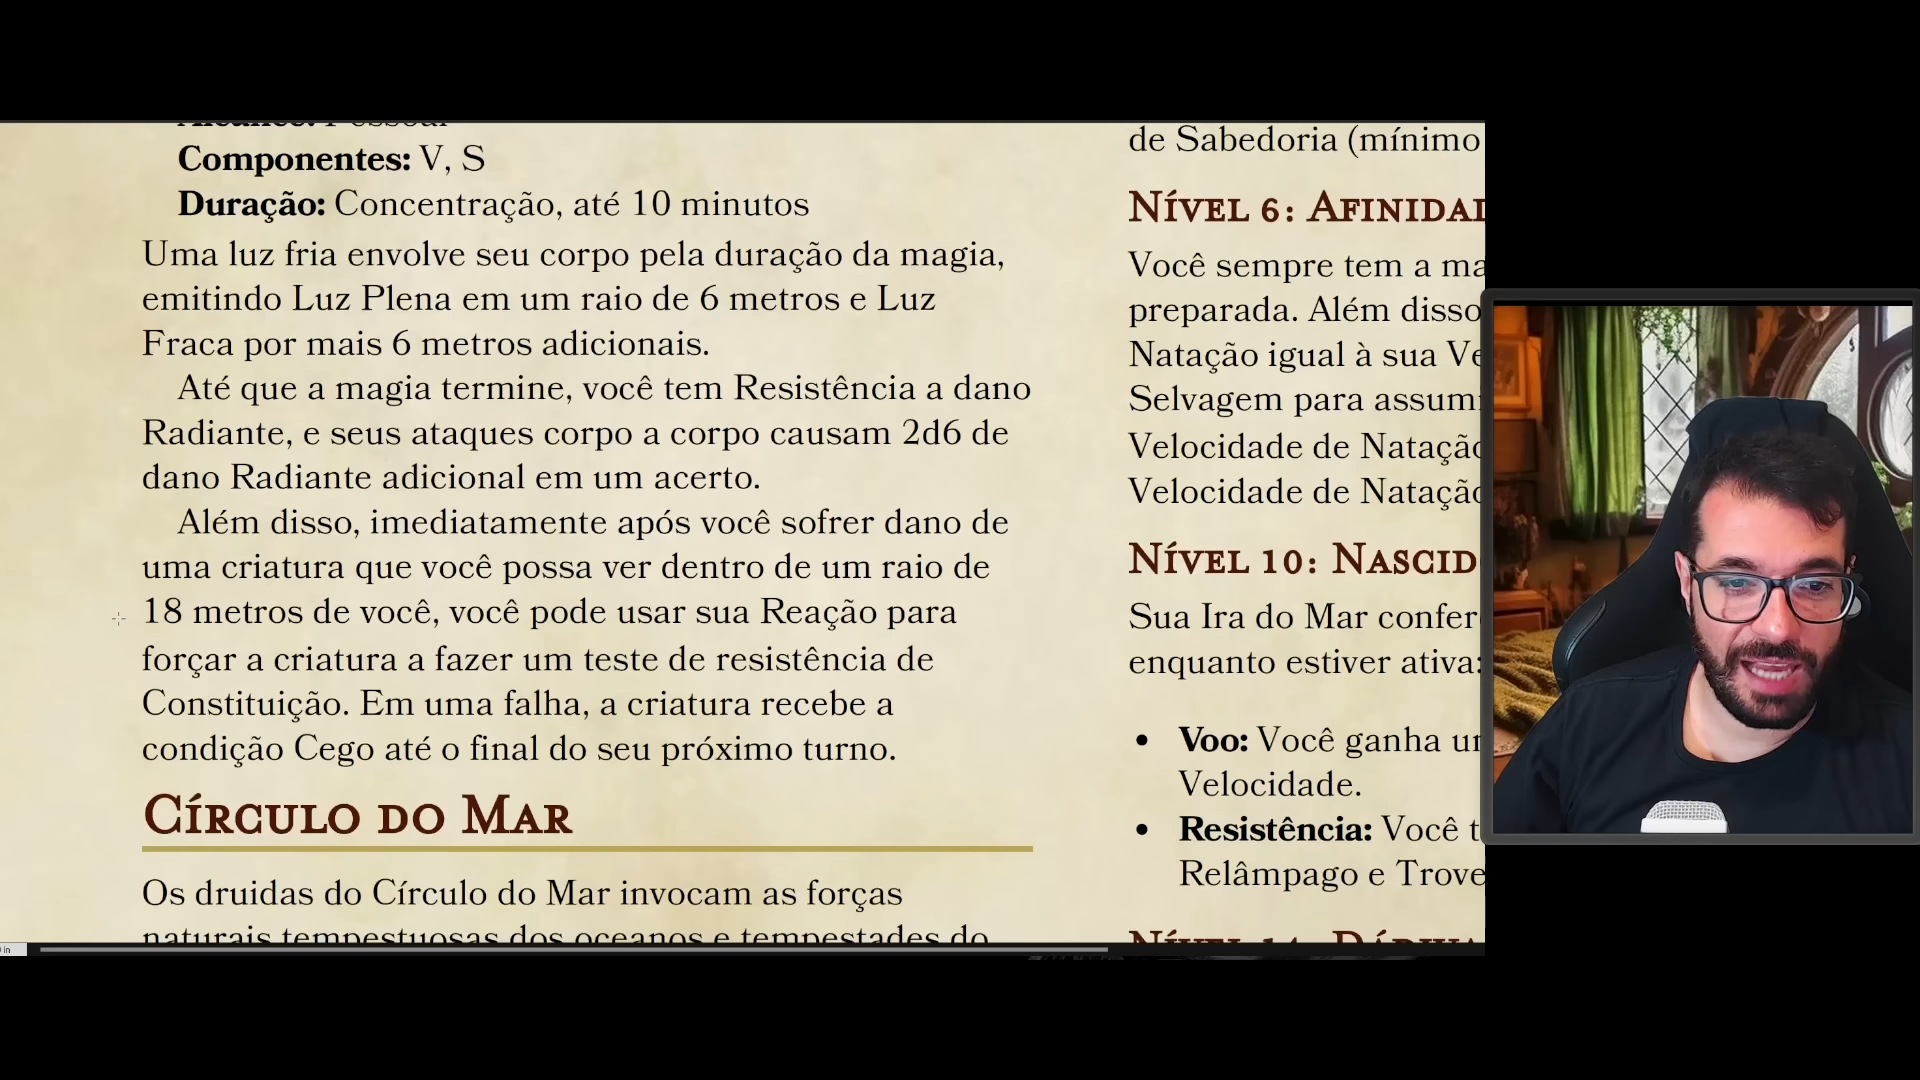 Componentes: V, S
Duração: Concentração, até 10 minutos
Uma luz fria envolve seu corpo pela duração da magia,
emitindo Luz Plena em um raio de 6 metros e Luz
Fraca por mais 6 metros adicionais.
Até que a magia termine, você tem Resistência a dano
Radiante, e seus ataques corpo a corpo causam 2d6 de
dano Radiante adicional em um acerto.
Além disso, imediatamente após você sofrer dano de
uma criatura que você possa ver dentro de um raio de
18 metros de você, você pode usar sua Reação para
forçar a criatura a fazer um teste de resistência de
Constituição. Em uma falha, a criatura recebe a
condição Cego até o final do seu próximo turno.
Círculo do Mar
Os druidas do Círculo do Mar invocam as forças
naturais tempestuosas dos oceanos e tempestades do
de Sabedoria (mínimo
Nível 6: Afinidad
Você sempre tem a ma
preparada. Além disso
Natação igual à sua Ve
Selvagem para assum
Velocidade de Natação
Velocidade de Natação
Nível 10: Nascid
Sua Ira do Mar confer
enquanto estiver ativa:
• Voo: Você ganha u
Velocidade.
• Resistência: Você t
Relâmpago e Trove